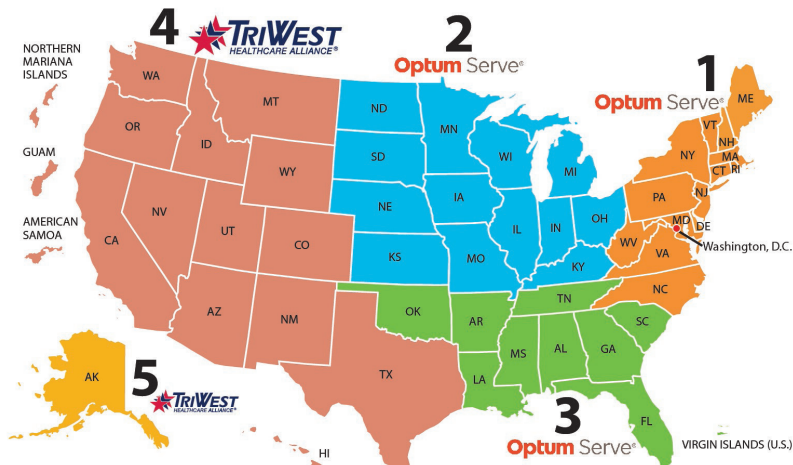 4 TRIWEST
HEALTHCARE ALLIANCE®
2
Optum Serve®
1
Optum Serve®
NORTHERN
MARIANA
ISLANDS
GUAM
AMERICAN
SAMOA
WA
OR
ID
MT
WY
CA
NV
UT
CO
AZ
NM
TX
HI
ND
SD
NE
KS
MN
IA
MO
WI
IL
MI
IN
OH
KY
ME
VT
NH
MA
CT
RI
NY
NJ
PA
MD
DE
Washington, D.C.
WV
VA
NC
OK
AR
LA
TN
MS
AL
GA
SC
FL
VIRGIN ISLANDS (U.S.)
AK
5 TRIWEST
HEALTHCARE ALLIANCE®
3
Optum Serve®